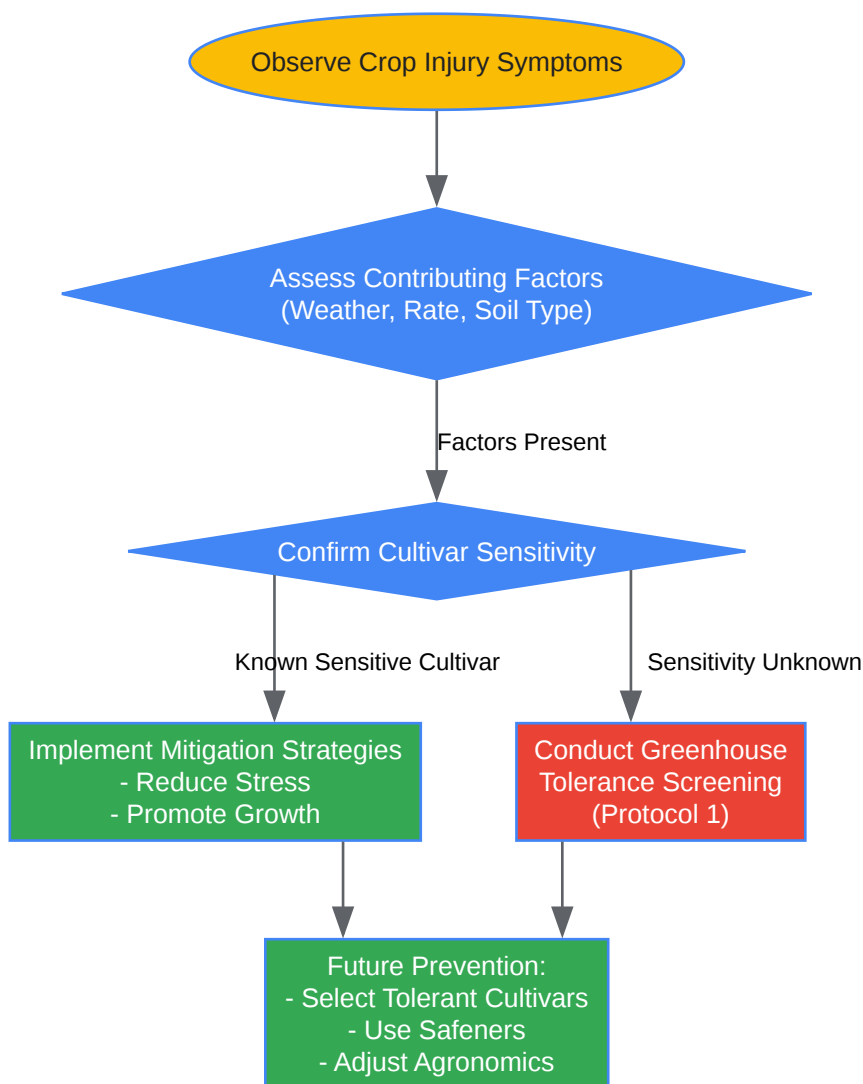 Observe Crop Injury Symptoms
Assess Contributing Factors
(Weather, Rate, Soil Type)
Factors Present
Confirm Cultivar Sensitivity
Known Sensitive Cultivar
Sensitivity Unknown
Implement Mitigation Strategies
- Reduce Stress
- Promote Growth
Conduct Greenhouse
Tolerance Screening
(Protocol 1)
Future Prevention:
- Select Tolerant Cultivars
- Use Safeners
- Adjust Agronomics